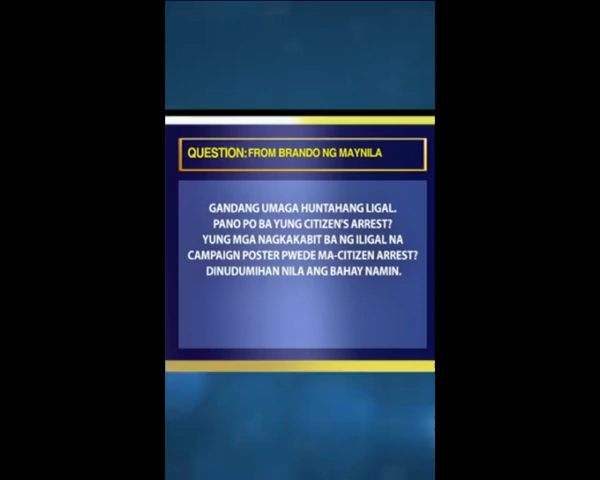 QUESTION: FROM BRANDO NG MAYNILA
GANDANG UMAGA HUNTAHANG LIGAL.
PANO PO BA YUNG CITIZEN'S ARREST?
YUNG MGA NAGKAKABIT BA NG ILIGAL NA
CAMPAIGN POSTER PWEDE MA-CITIZEN ARREST?
DINUDUMIHAN NILA ANG BAHAY NAMIN.